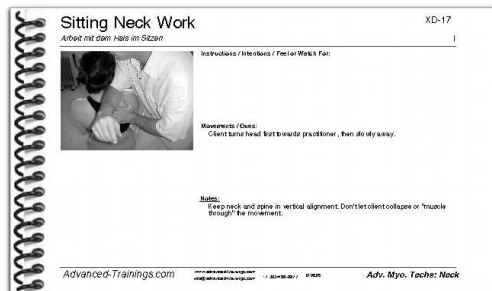 Sitting Neck Work
XD-17
Arbeit mit dem Hals im Sitzen
Instructions / Intentions / Feel or Watch For:
Movements / Cues:
Client turns head first towards practitioner, then slowly away.
Notes:
Keep neck and spine in vertical alignment. Don't let client collapse or "muscle
through" the movement.
Advanced-Trainings.com
Adv. Myo. Techs: Neck